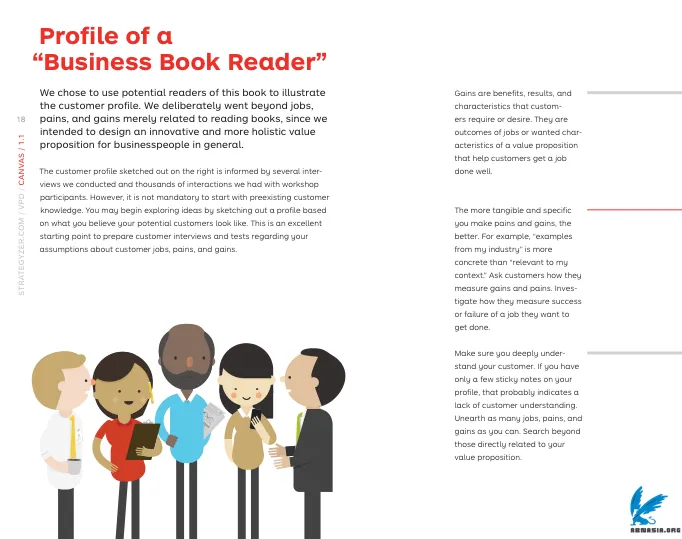 Profile of a
“Business Book Reader”
We chose to use potential readers of this book to illustrate
the customer profile. We deliberately went beyond jobs,
pains, and gains merely related to reading books, since we
intended to design an innovative and more holistic value
proposition for businesspeople in general.
The customer profile sketched out on the right is informed by several inter-
views we conducted and thousands of interactions we had with workshop
participants. However, it is not mandatory to start with preexisting customer
knowledge. You may begin exploring ideas by sketching out a profile based
on what you believe your potential customers look like. This is an excellent
starting point to prepare customer interviews and tests regarding your
assumptions about customer jobs, pains, and gains.
18
STRATEGYZER.COM / VPD / CANVAS / 1.1
Gains are benefits, results, and
characteristics that custom-
ers require or desire. They are
outcomes of jobs or wanted char-
acteristics of a value proposition
that help customers get a job
done well.
The more tangible and specific
you make pains and gains, the
better. For example, “examples
from my industry” is more
concrete than “relevant to my
context.” Ask customers how they
measure gains and pains. Inves-
tigate how they measure success
or failure of a job they want to
get done.
Make sure you deeply under-
stand your customer. If you have
only a few sticky notes on your
profile, that probably indicates a
lack of customer understanding.
Unearth as many jobs, pains, and
gains as you can. Search beyond
those directly related to your
value proposition.
ABNASIA.ORG